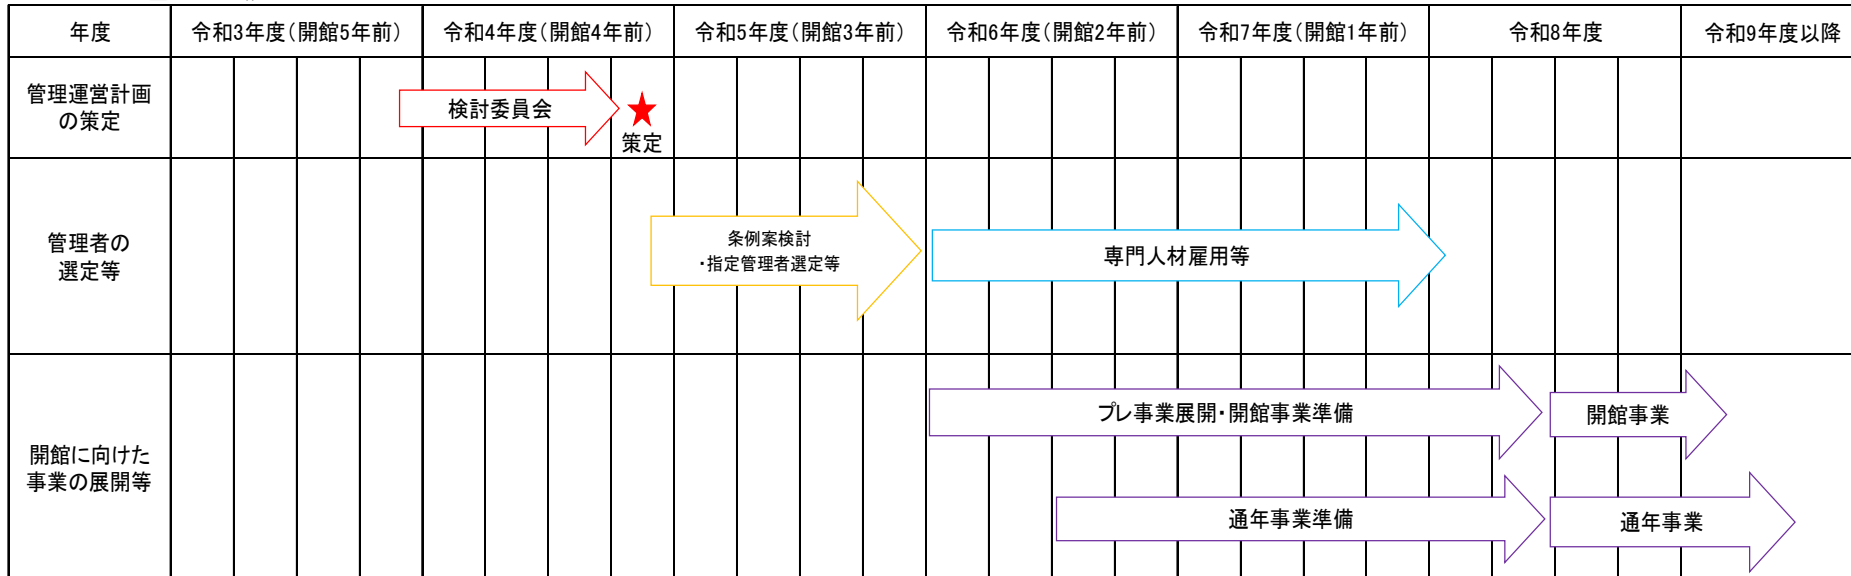 年度
令和3年度(開館5年前)
令和4年度(開館4年前)
令和5年度(開館3年前)
令和6年度(開館2年前)
令和7年度(開館1年前)
令和8年度
令和9年度以降
管理運営計画
の策定
検討委員会
策定
管理者の
選定等
条例案検討
・指定管理者選定等
専門人材雇用等
開館に向けた
事業の展開等
プレ事業展開・開館事業準備
開館事業
通年事業準備
通年事業